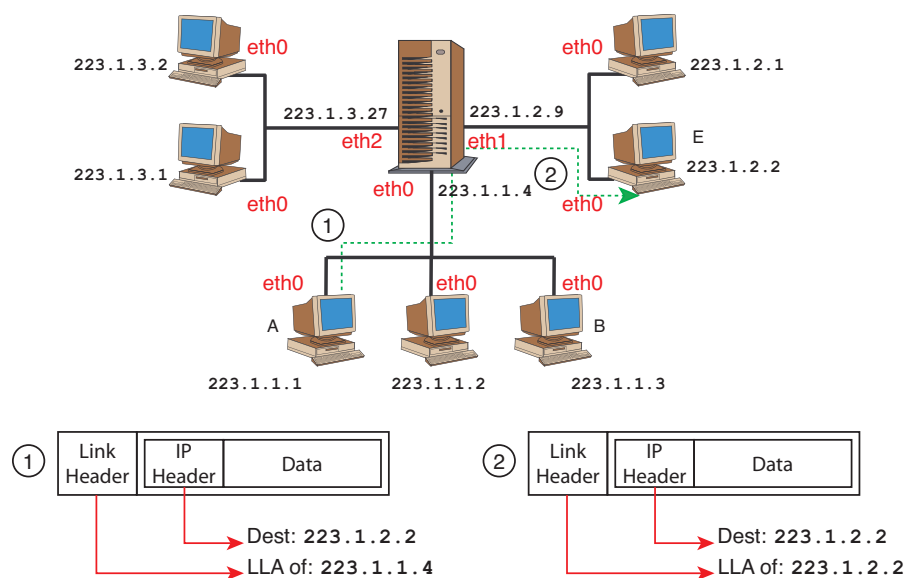 eth0
eth0
223.1.3.2
223.1.2.1
223.1.3.27
223.1.2.9
eth2
eth1
E
223.1.3.1
223.1.2.2
2
eth0
eth0
223.1.1.4
eth0
1
eth0
eth0
eth0
A
B
223.1.1.1
223.1.1.2
223.1.1.3
1
Link Header
IP Header
Data
Dest: 223.1.2.2
LLA of: 223.1.1.4
2
Link Header
IP Header
Data
Dest: 223.1.2.2
LLA of: 223.1.2.2